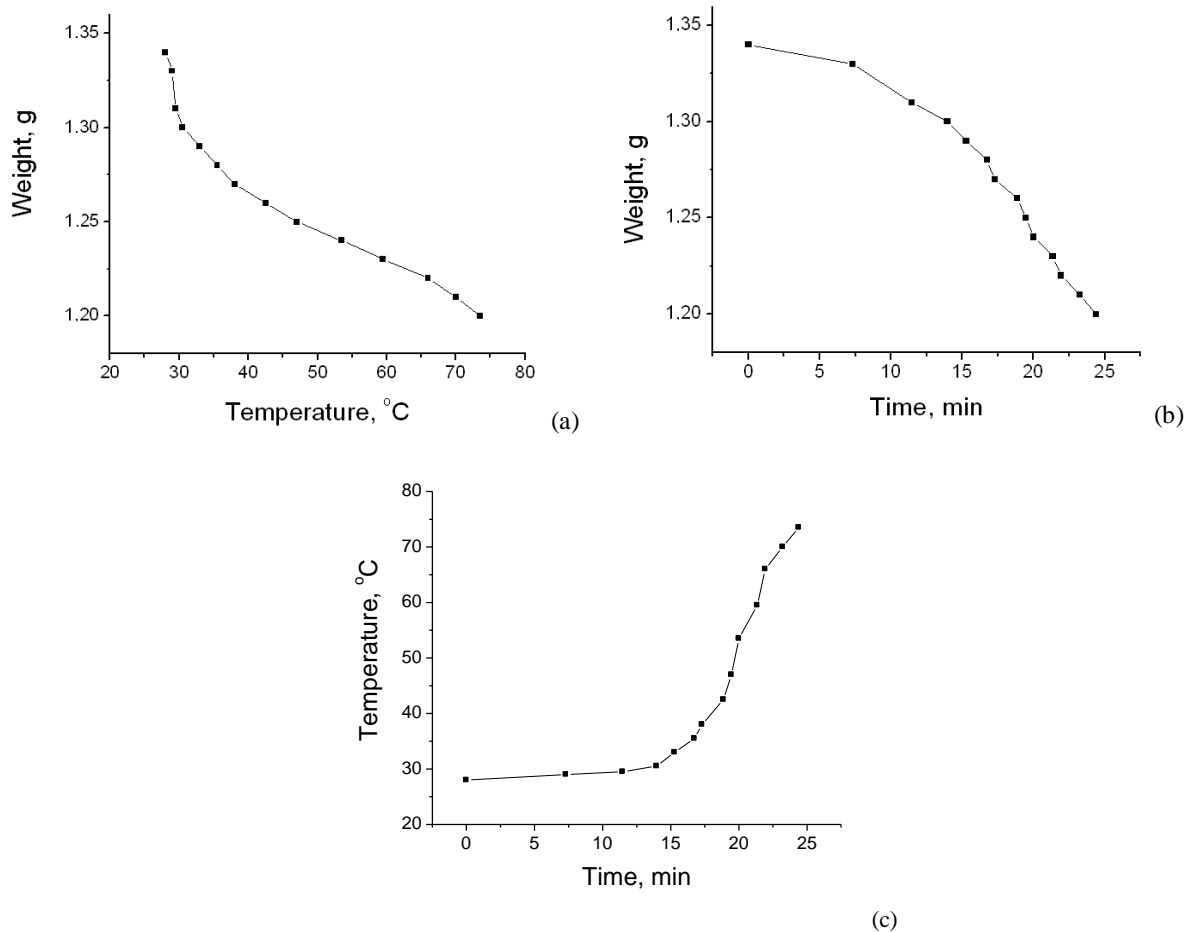 1.35
1.30
1.25
1.20
Weight, g
20 30 40 50 60 70 80
Temperature, °C
(a)
1.35
1.30
1.25
1.20
Weight, g
0 5 10 15 20 25
Time, min
(b)
80
70
60
50
40
30
20
Temperature, °C
0 5 10 15 20 25
Time, min
(c)